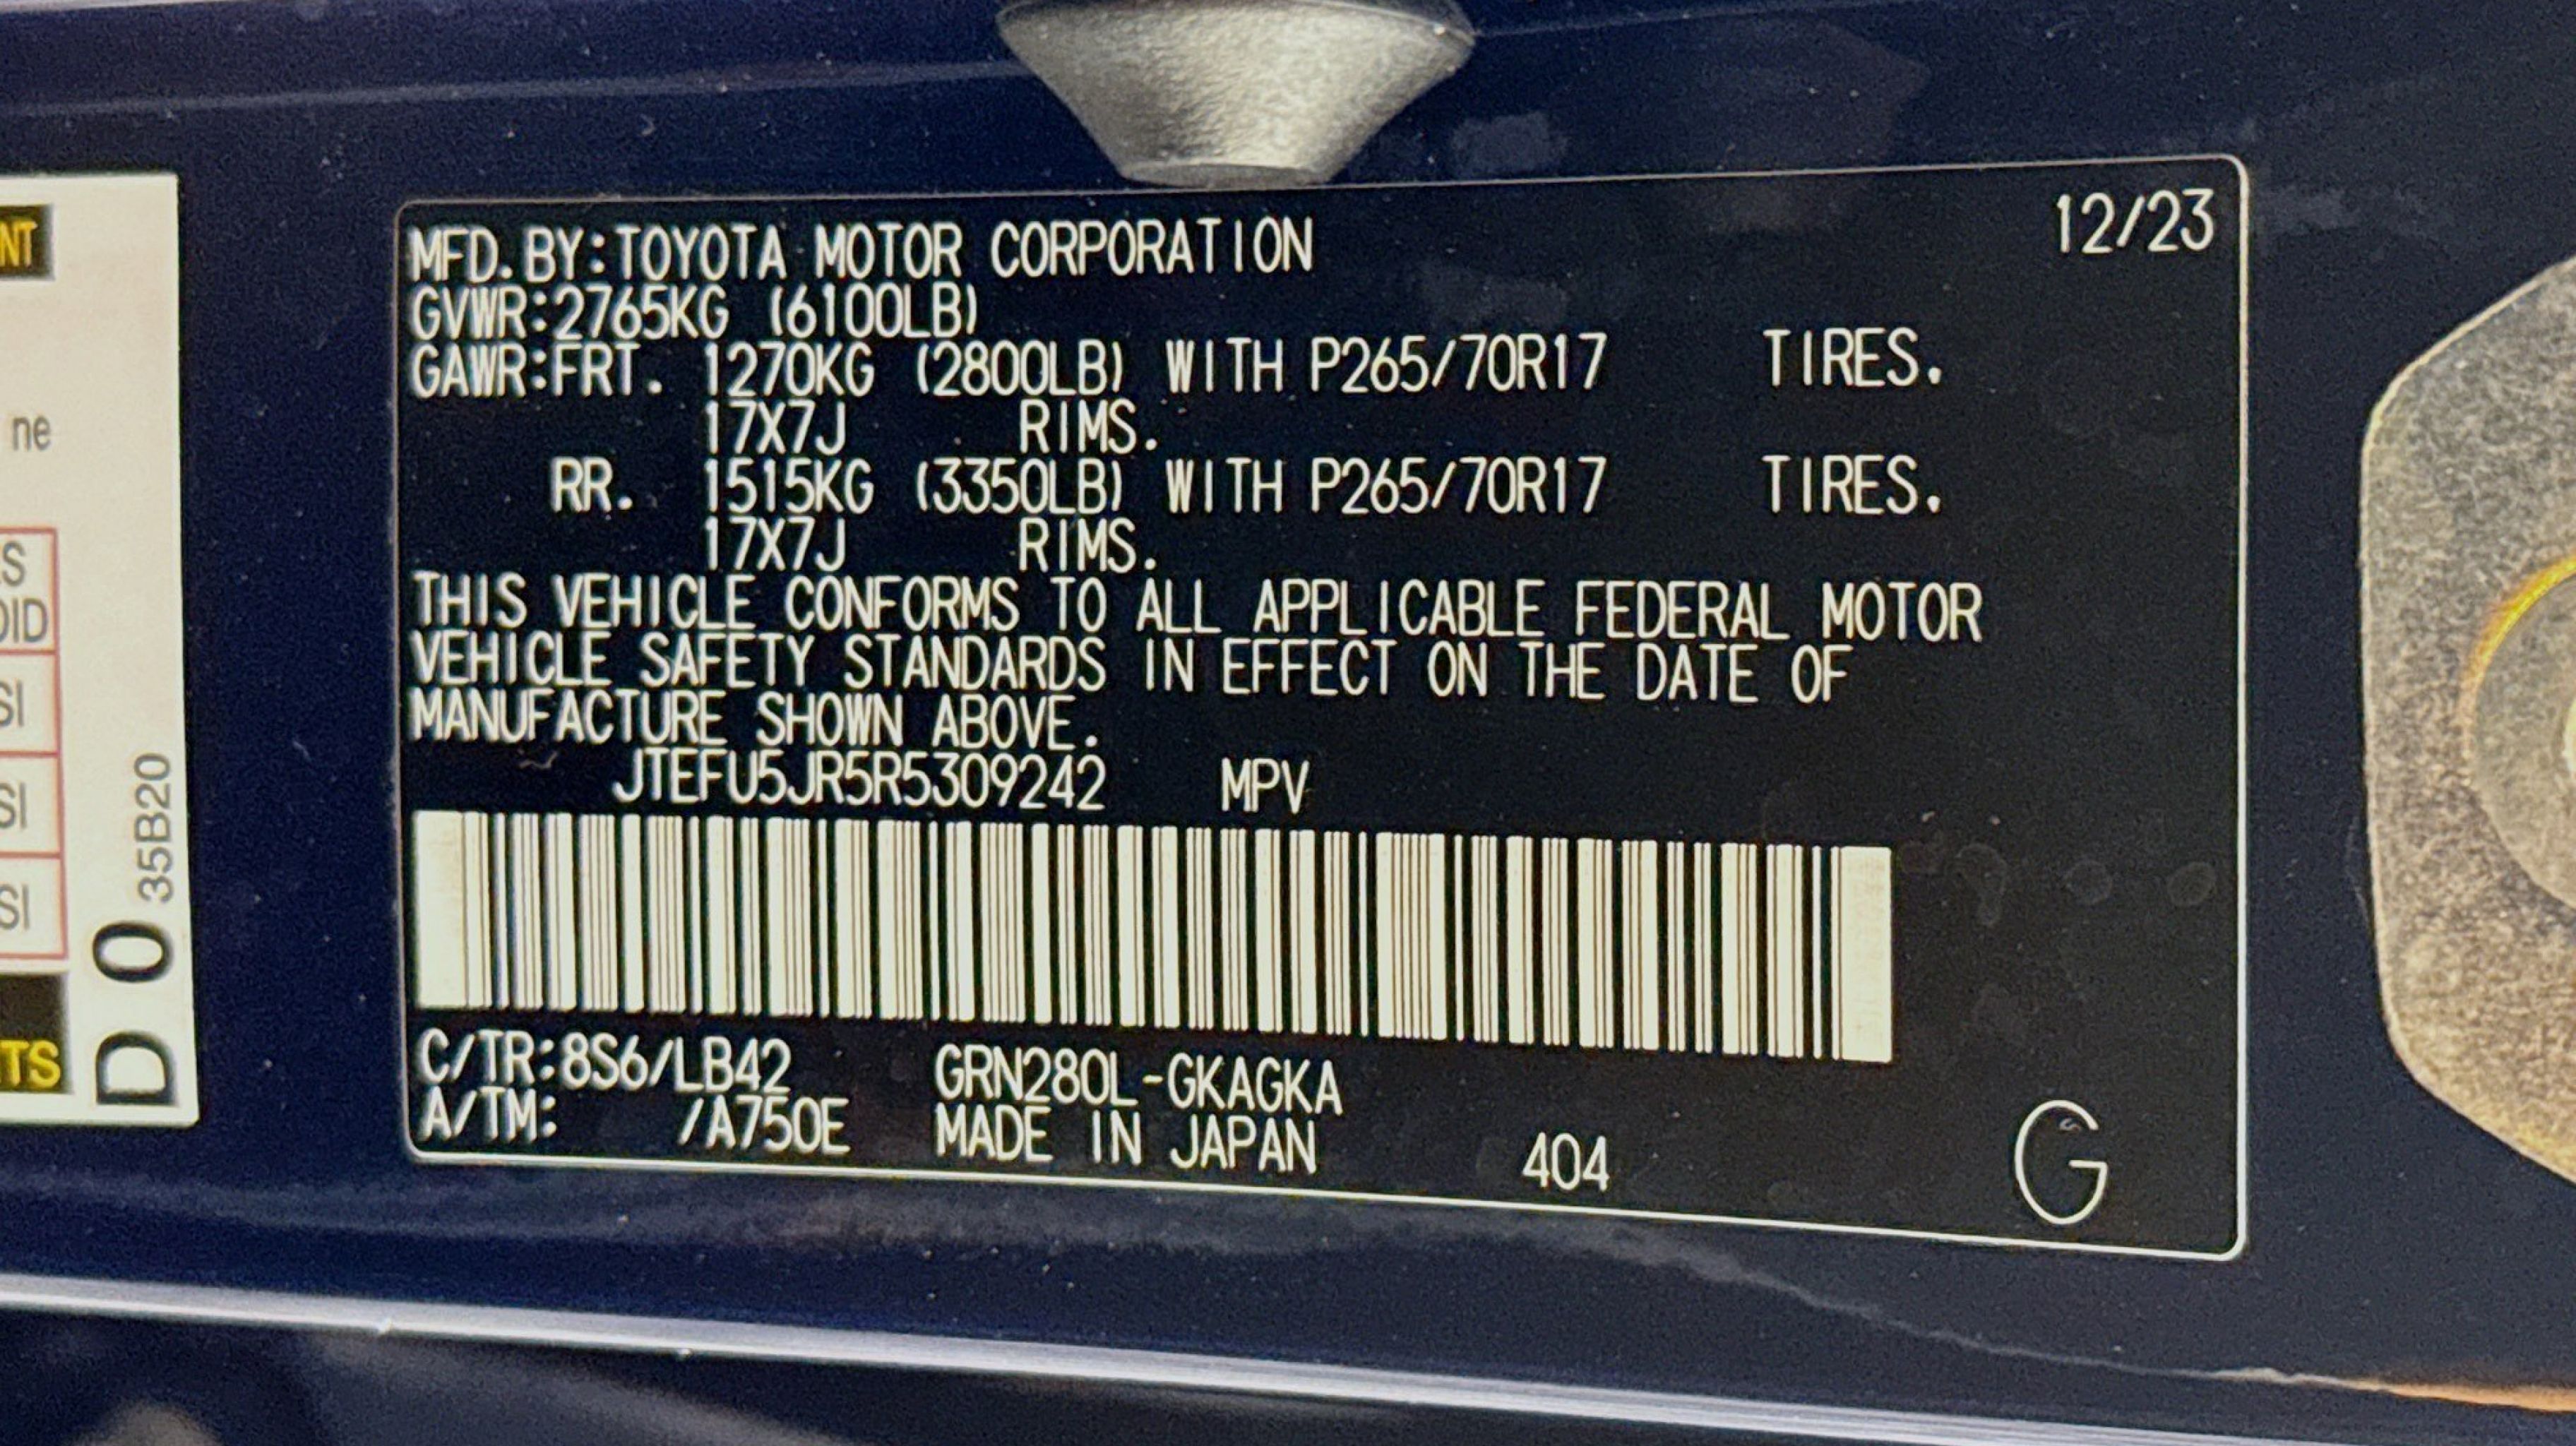 MFD.BY:TOYOTA MOTOR CORPORATION 12/23
GVWR:2765KG (6100LB)
GAWR:FRT. 1270KG (2800LB) WITH P265/70R17 TIRES.
17X7J RIMS.
RR. 1515KG (3350LB) WITH P265/70R17 TIRES.
17X7J RIMS.
THIS VEHICLE CONFORMS TO ALL APPLICABLE FEDERAL MOTOR
VEHICLE SAFETY STANDARDS IN EFFECT ON THE DATE OF
MANUFACTURE SHOWN ABOVE.
JTEFU5JR5R5309242 MPV
C/TR:8S6/LB42 GRN280L-GKAGKA
A/TM: /A750E MADE IN JAPAN 404 G
D 0 35B20